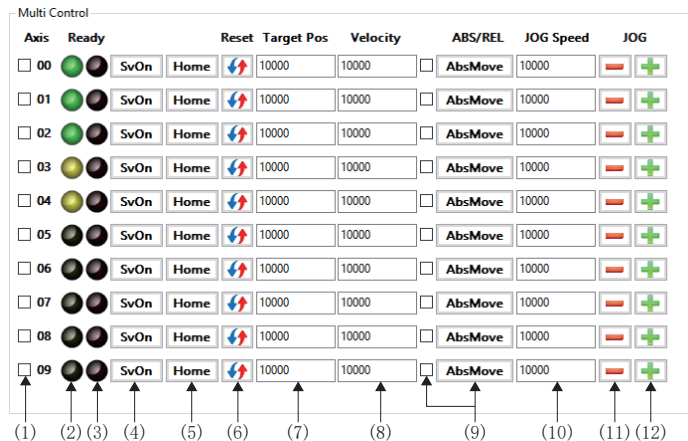 Multi Control
Axis Ready Reset Target Pos Velocity ABS/REL JOG Speed JOG
00 SvOn Home 10000 10000 AbsMove 10000
01 SvOn Home 10000 10000 AbsMove 10000
02 SvOn Home 10000 10000 AbsMove 10000
03 SvOn Home 10000 10000 AbsMove 10000
04 SvOn Home 10000 10000 AbsMove 10000
05 SvOn Home 10000 10000 AbsMove 10000
06 SvOn Home 10000 10000 AbsMove 10000
07 SvOn Home 10000 10000 AbsMove 10000
08 SvOn Home 10000 10000 AbsMove 10000
09 SvOn Home 10000 10000 AbsMove 10000
(1) (2) (3) (4) (5) (6) (7) (8) (9) (10) (11) (12)